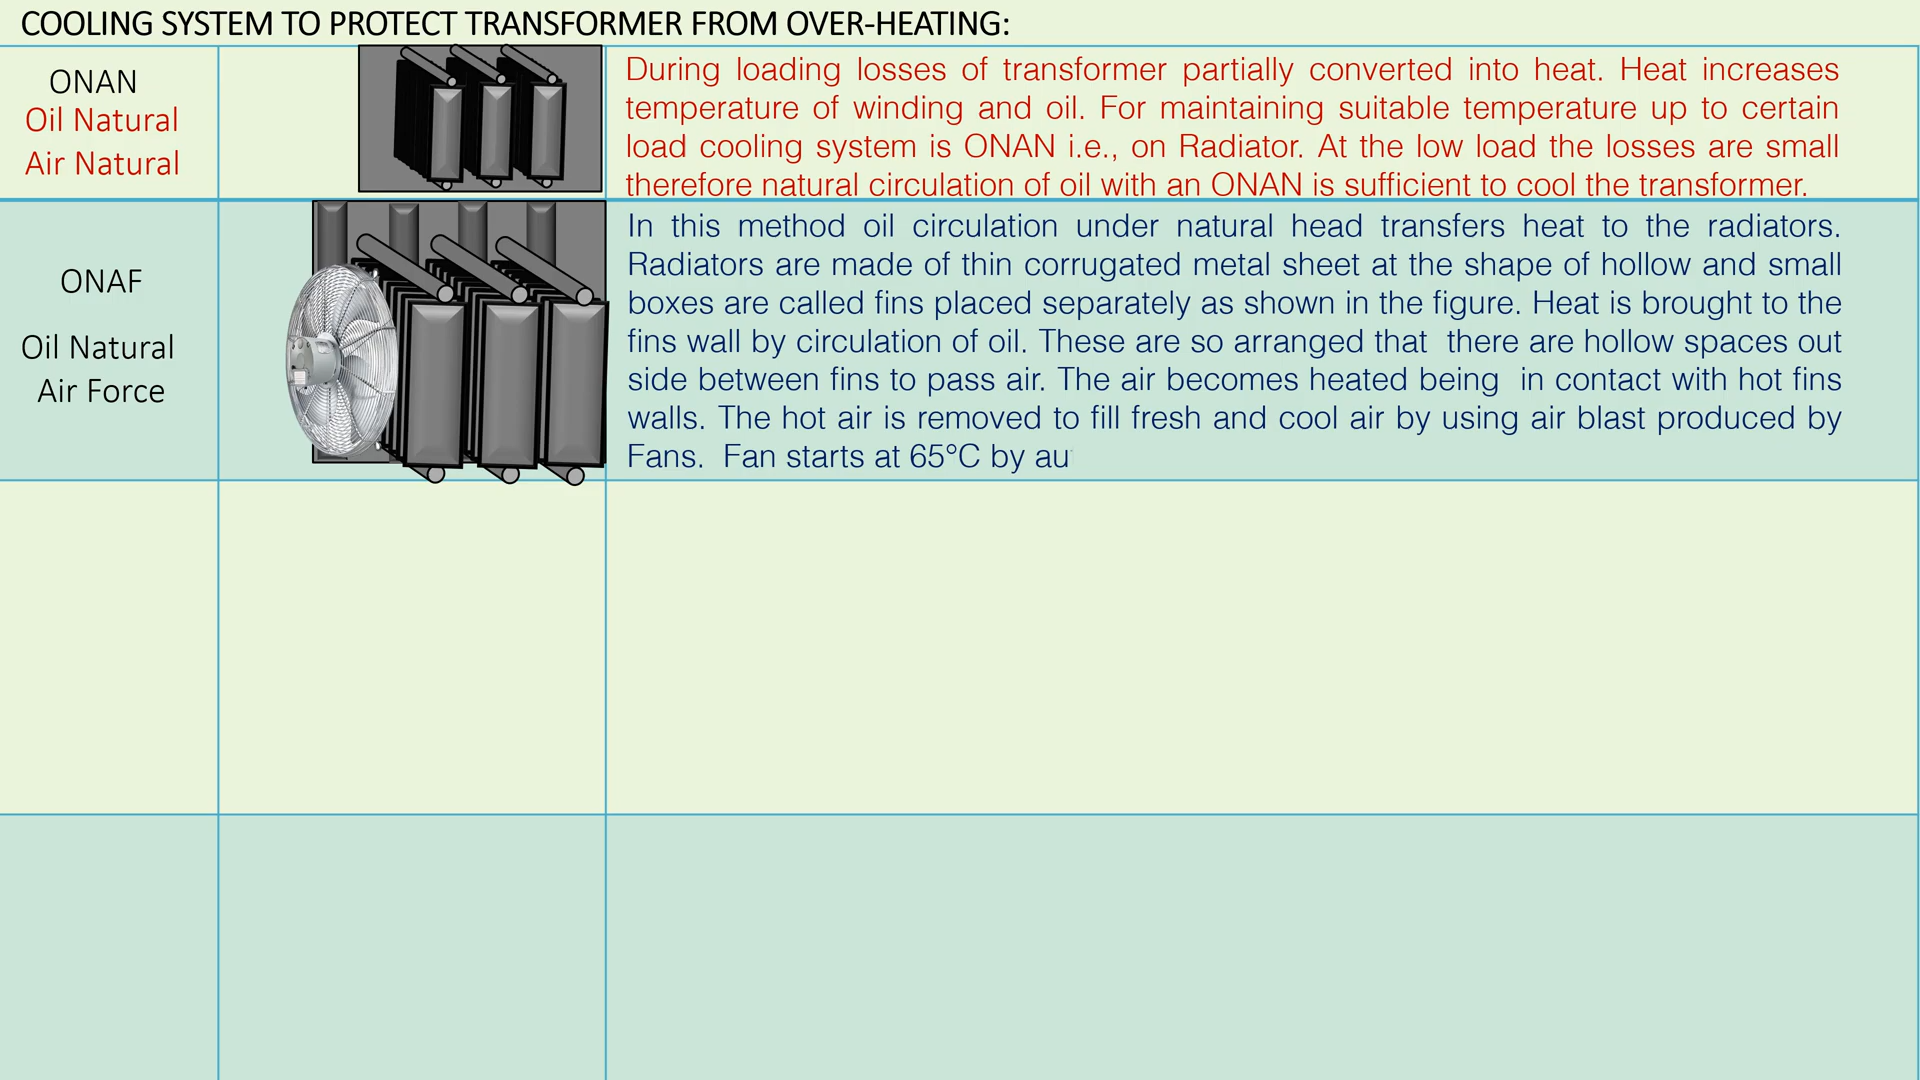 COOLING SYSTEM TO PROTECT TRANSFORMER FROM OVER-HEATING:
ONAN
Oil Natural
Air Natural
During loading losses of transformer partially converted into heat. Heat increases
temperature of winding and oil. For maintaining suitable temperature up to certain
load cooling system is ONAN i.e., on Radiator. At the low load the losses are small
therefore natural circulation of oil with an ONAN is sufficient to cool the transformer.
ONAF
Oil Natural
Air Force
In this method oil circulation under natural head transfers heat to the radiators.
Radiators are made of thin corrugated metal sheet at the shape of hollow and small
boxes are called fins placed separately as shown in the figure. Heat is brought to the
fins wall by circulation of oil. These are so arranged that there are hollow spaces out
side between fins to pass air. The air becomes heated being in contact with hot fins
walls. The hot air is removed to fill fresh and cool air by using air blast produced by
Fans. Fan starts at 65°C by au